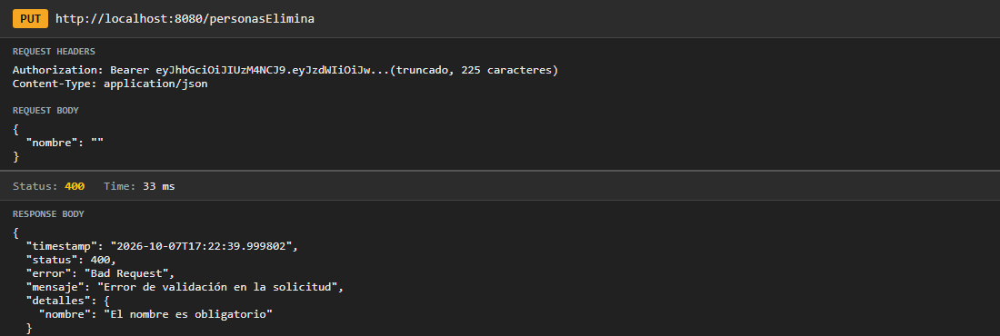 PUT http://localhost:8080/personasElimina
REQUEST HEADERS
Authorization: Bearer eyJhbGciOiJIUzM4NCJ9.eyJzdWIiOiJw...(truncado, 225 caracteres)
Content-Type: application/json
REQUEST BODY
{
  "nombre": ""
}
Status: 400 Time: 33 ms
RESPONSE BODY
{
  "timestamp": "2026-10-07T17:22:39.999802",
  "status": 400,
  "error": "Bad Request",
  "mensaje": "Error de validación en la solicitud",
  "detalles": {
    "nombre": "El nombre es obligatorio"
  }